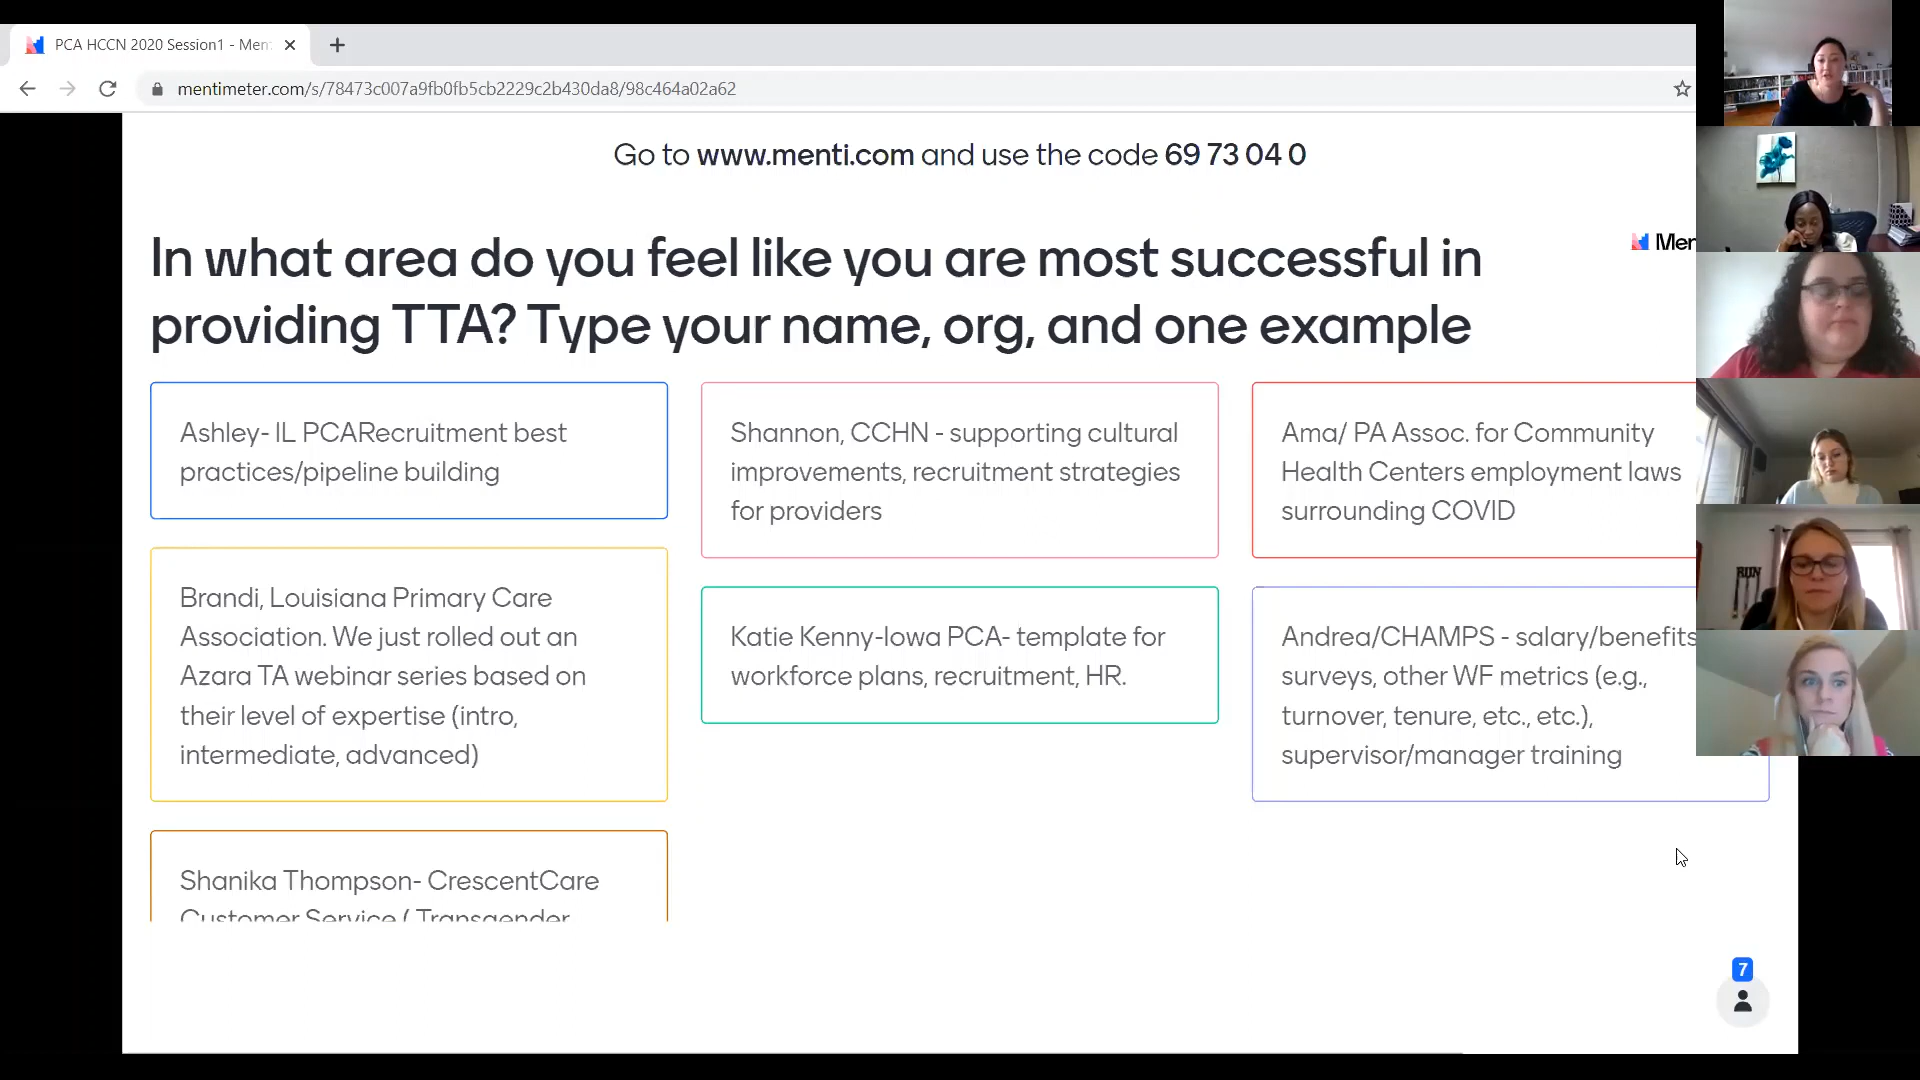 PCA HCCN 2020 Session1 - Men
mentimeter.com/s/78473c007a9fb0fb5cb2229c2b430da8/98c464a02a62
Go to www.menti.com and use the code 69 73 04 0
In what area do you feel like you are most successful in
providing TTA? Type your name, org, and one example
Men
Ashley- IL PCARecruitment best
practices/pipeline building
Brandi, Louisiana Primary Care
Association. We just rolled out an
Azara TA webinar series based on
their level of expertise (intro,
intermediate, advanced)
Shanika Thompson- CrescentCare
Customer Service ( Transgender
Shannon, CCHN - supporting cultural
improvements, recruitment strategies
for providers
Katie Kenny-Iowa PCA- template for
workforce plans, recruitment, HR.
Ama/ PA Assoc. for Community
Health Centers employment laws
surrounding COVID
Andrea/CHAMPS - salary/benefits
surveys, other WF metrics (e.g.,
turnover, tenure, etc., etc.),
supervisor/manager training
RUN
7